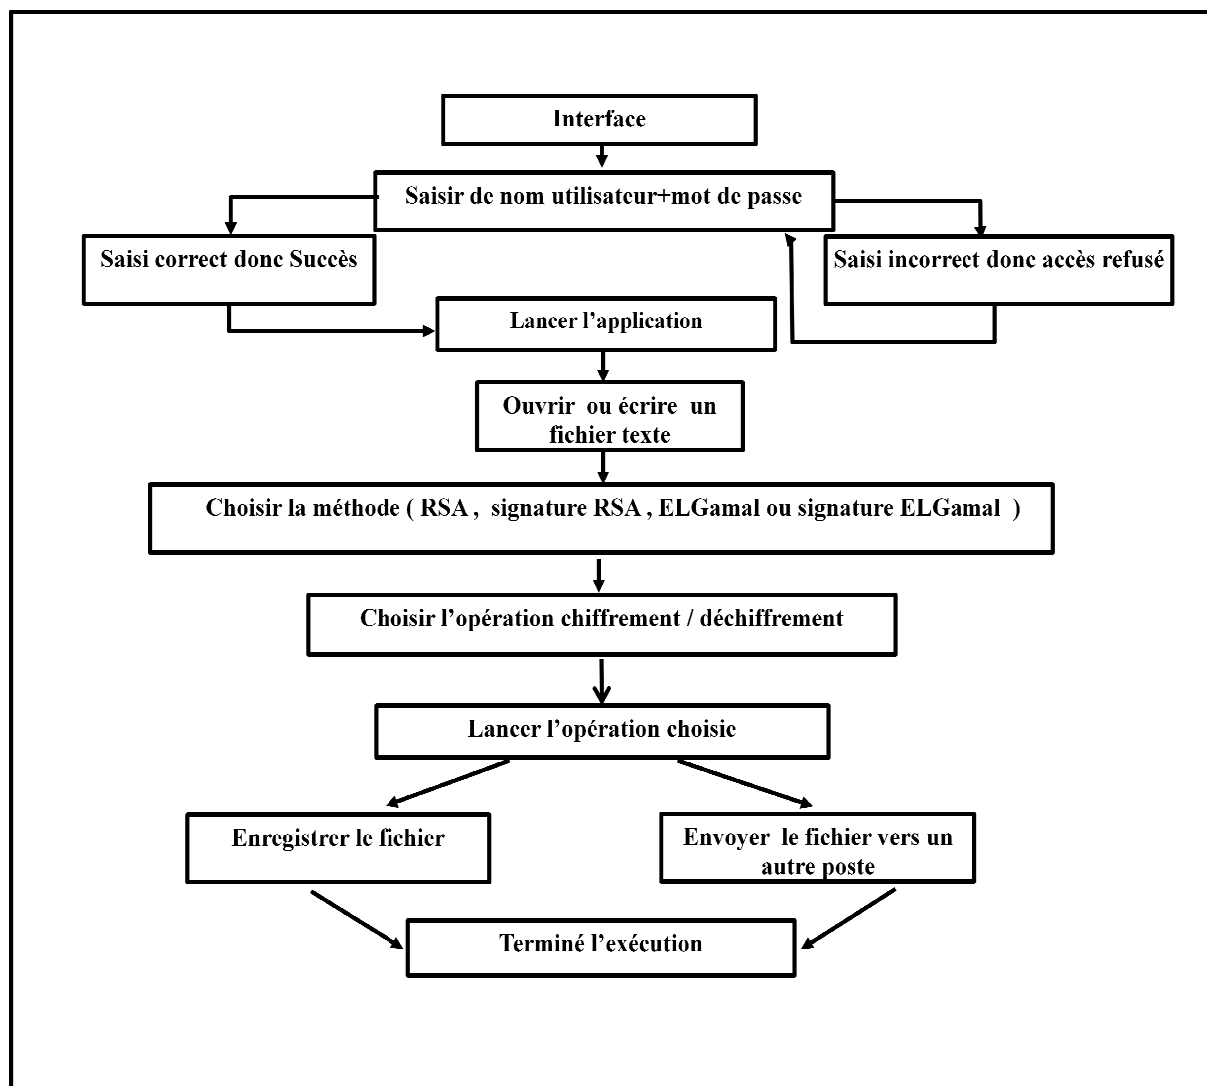 Interface
Saisir de nom utilisateur+mot de passe
Saisi correct donc Succès
Saisi incorrect donc accès refusé
Lancer l’application
Ouvrir ou écrire un
fichier texte
Choisir la méthode ( RSA , signature RSA , ELGamal ou signature ELGamal )
Choisir l’opération chiffrement / déchiffrement
Lancer l’opération choisie
Enregistrer le fichier
Envoyer le fichier vers un
autre poste
Terminé l’exécution